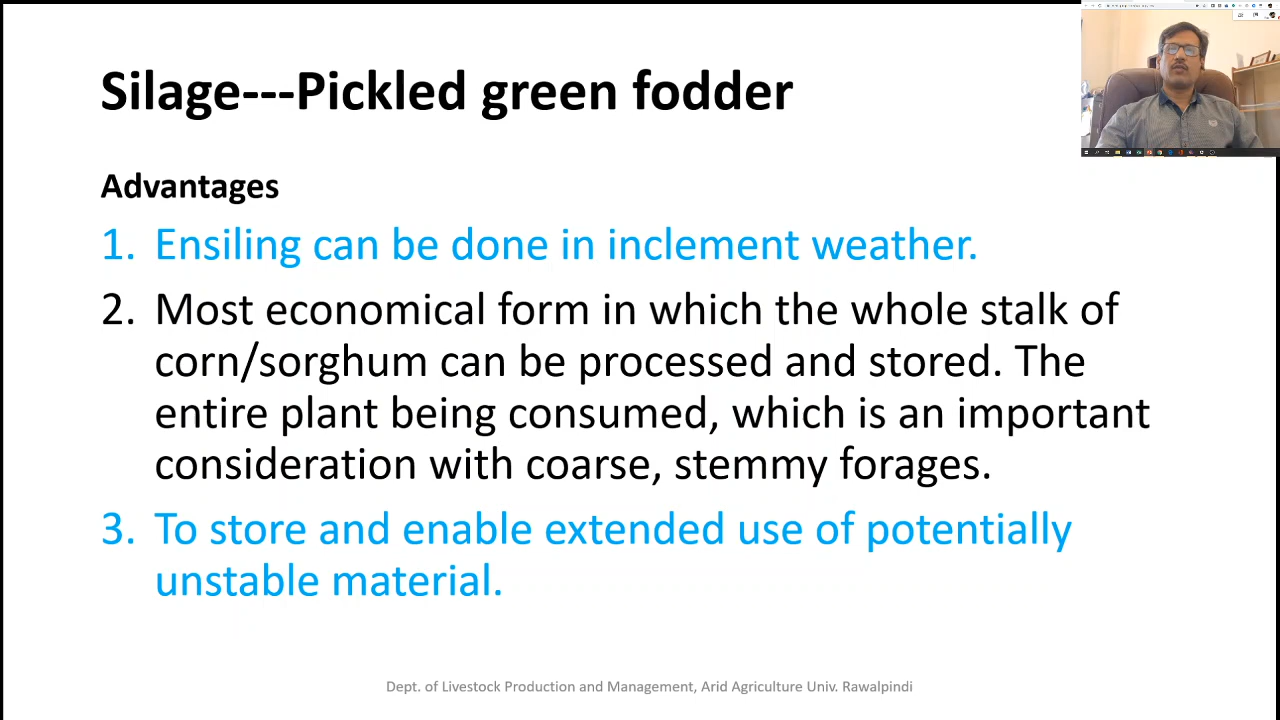 Silage---Pickled green fodder
Advantages
1. Ensiling can be done in inclement weather.
2. Most economical form in which the whole stalk of
corn/sorghum can be processed and stored. The
entire plant being consumed, which is an important
consideration with coarse, stemmy forages.
3. To store and enable extended use of potentially
unstable material.
Dept. of Livestock Production and Management, Arid Agriculture Univ. Rawalpindi